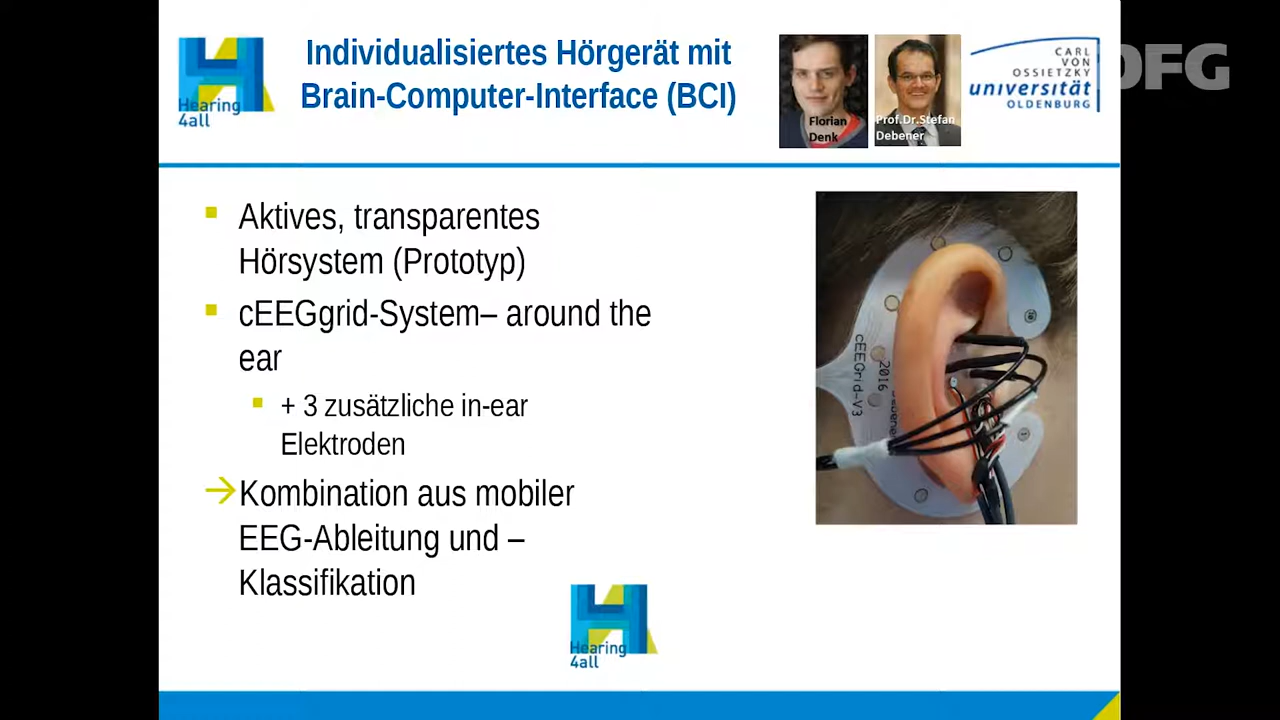 Individualisiertes Hörgerät mit
Brain-Computer-Interface (BCI)
Hearing
4all
Florian
Denk
Prof.Dr.Stefan
Debener
CARL
VON
OSSIETZKY
universität
OLDENBURG
DFG
Aktives, transparentes
Hörsystem (Prototyp)
cEEGgrid-System– around the
ear
+ 3 zusätzliche in-ear
Elektroden
Kombination aus mobiler
EEG-Ableitung und –
Klassifikation
cEEGrid-V3
2016
Hearing
4all